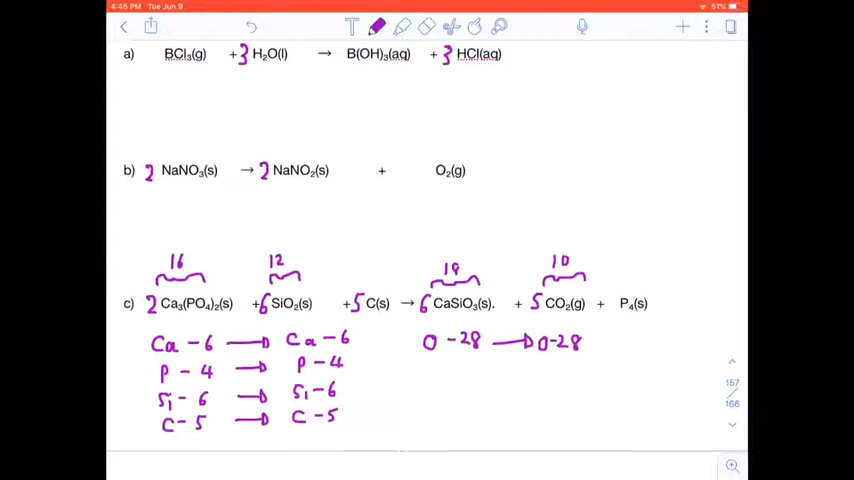 4:45 PM Tue Jun 9 51%
a) BCl₃(g) + 3 H₂O(l) → B(OH)₃(aq) + 3 HCl(aq)
b) 2 NaNO₃(s) → 2 NaNO₂(s) + O₂(g)
16 12 18 10
c) 2 Ca₃(PO₄)₂(s) + 6 SiO₂(s) + 5 C(s) → 6 CaSiO₃(s). + 5 CO₂(g) + P₄(s)
Ca - 6 → Ca - 6 O - 28 → O - 28
P - 4 → P - 4
Si - 6 → Si - 6
C - 5 → C - 5
157
166